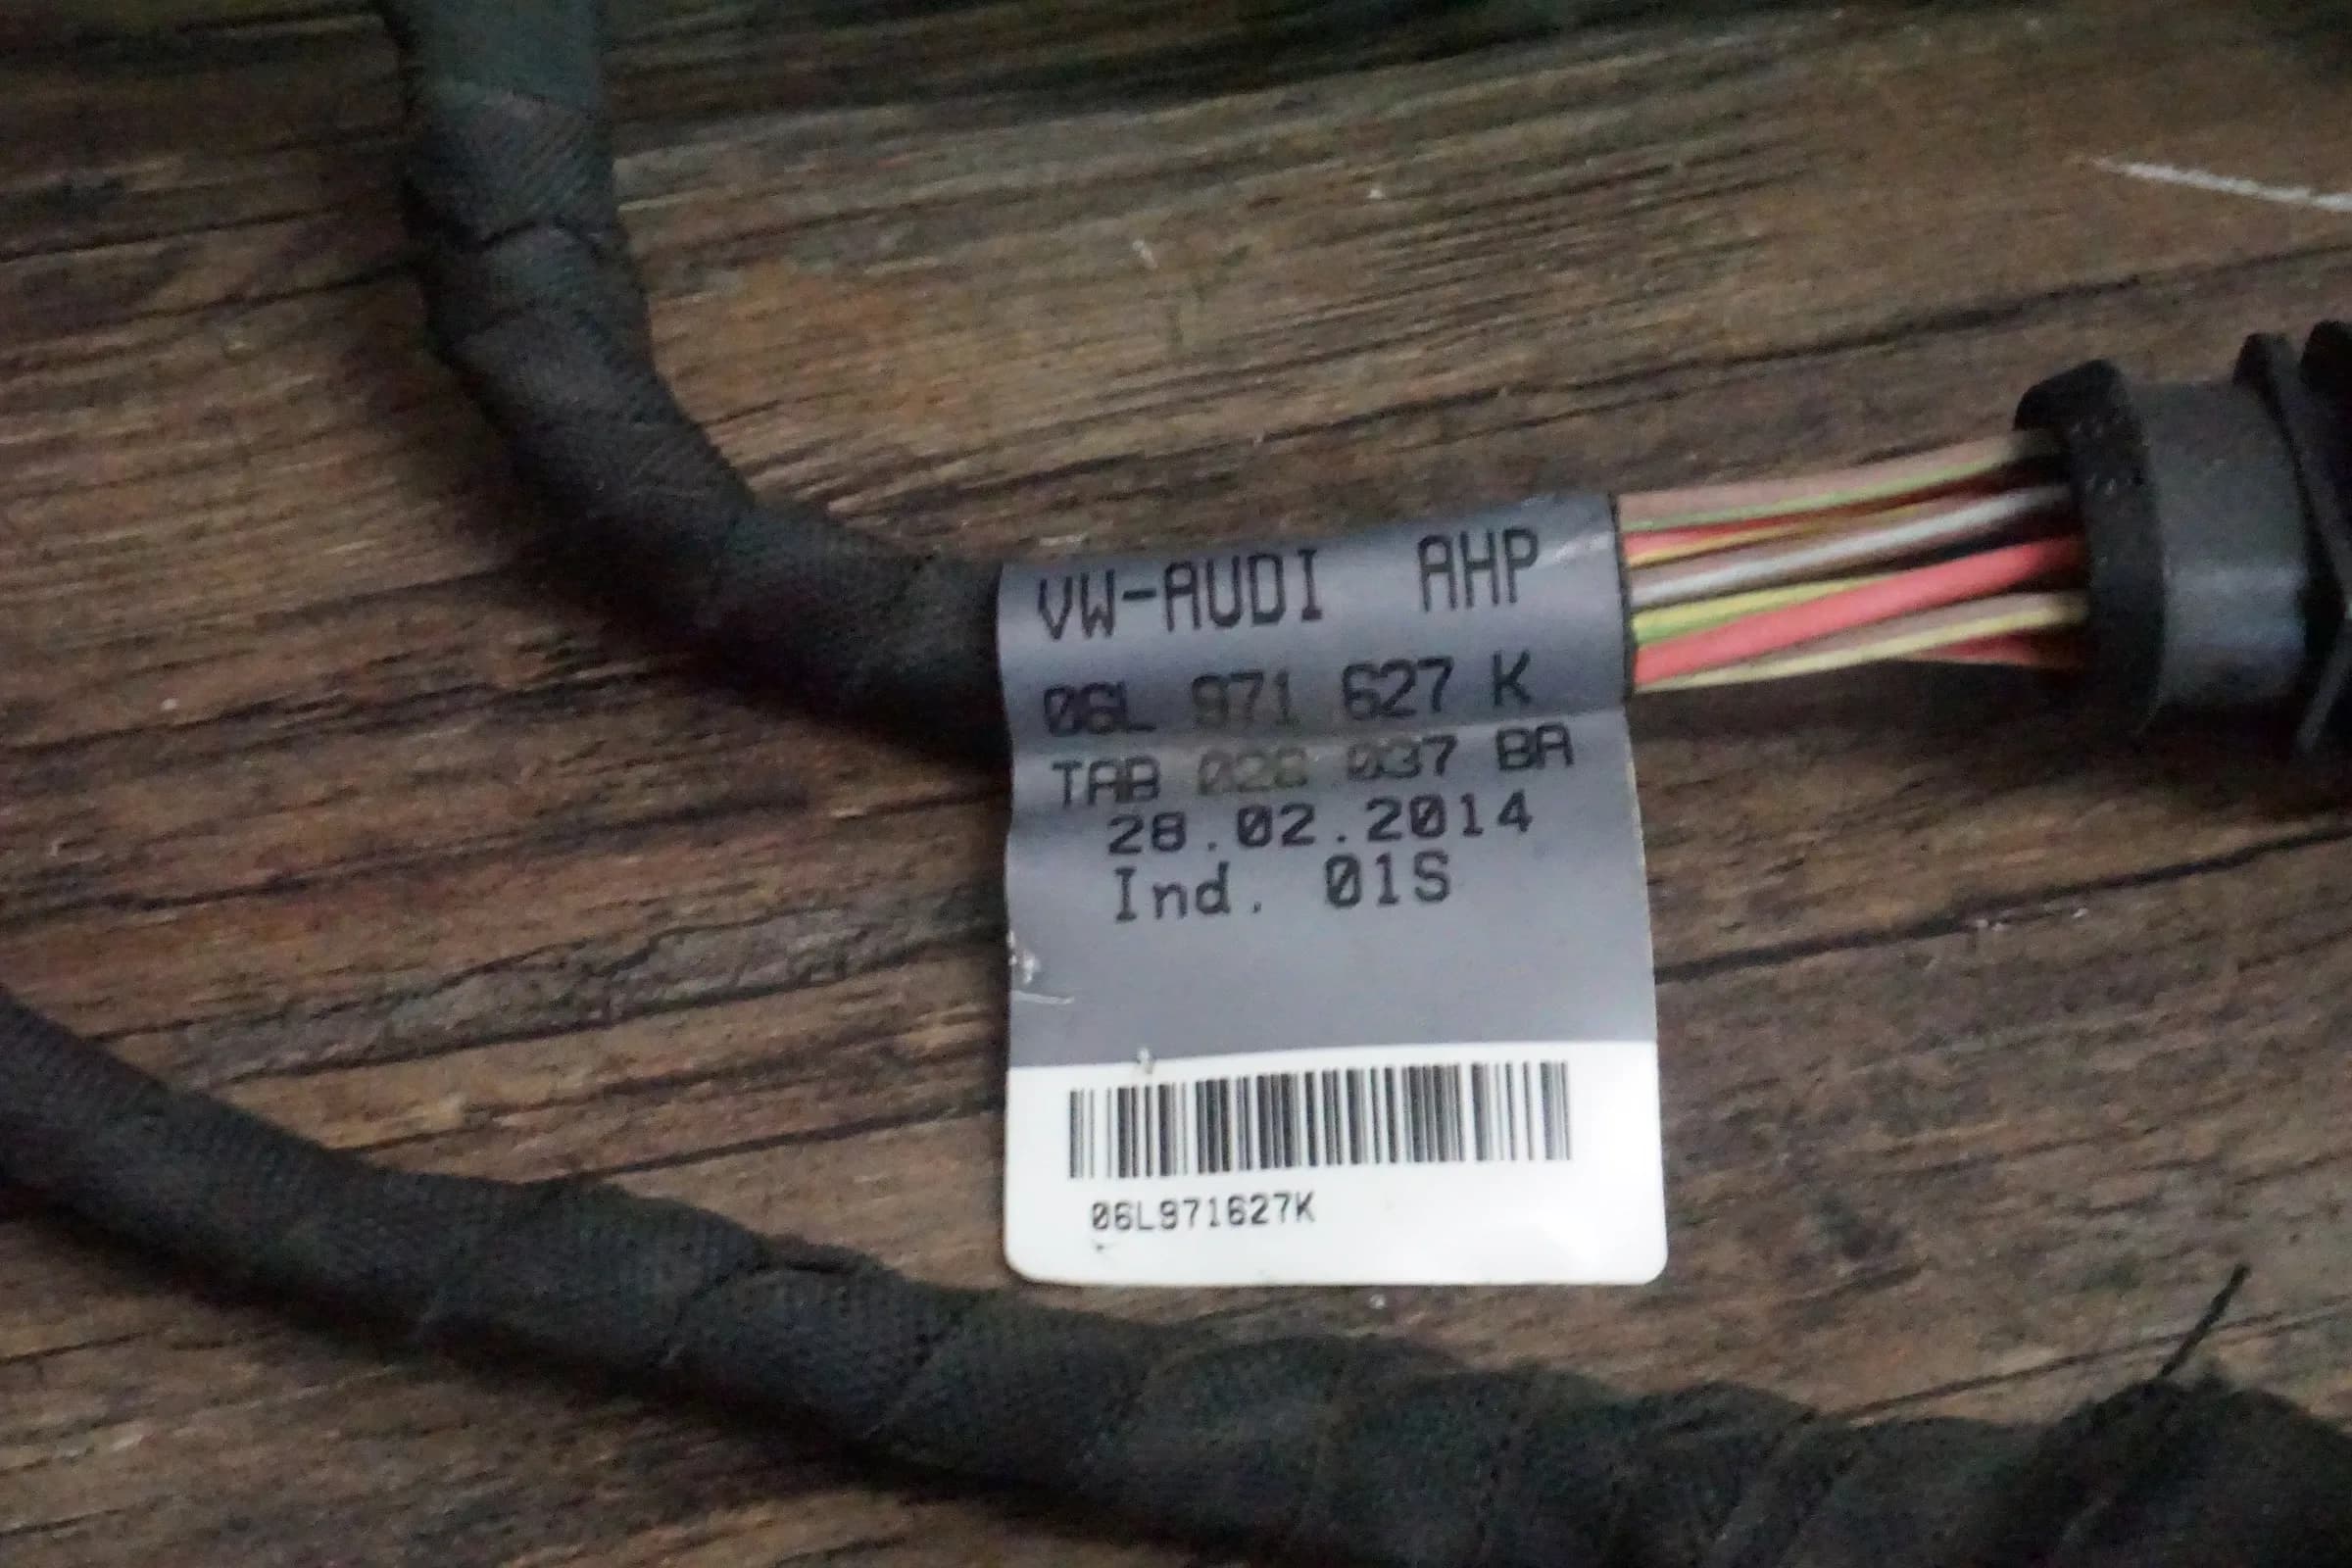 VW-AUDI AHP
06L 971 627 K
TAB 028 037 BA
28.02.2014
Ind. 01S
06L971627K